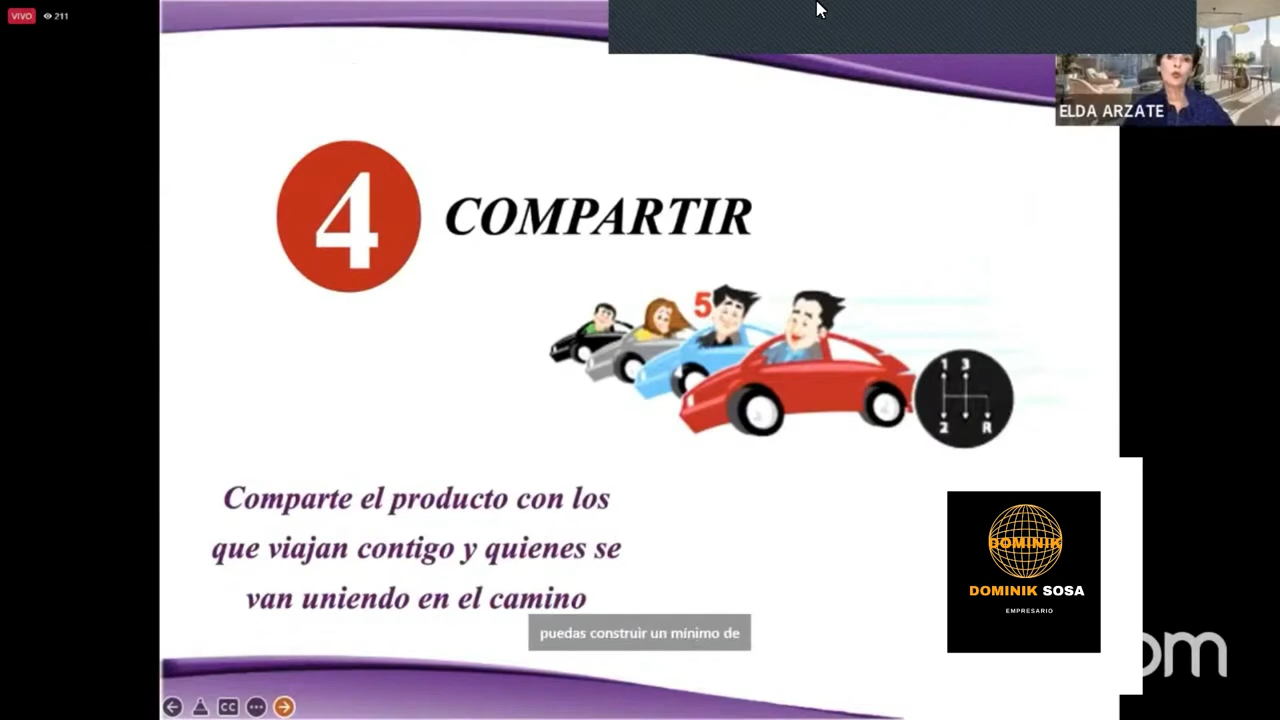 VIVO
211
ELDA ARZATE
4
COMPARTIR
5
1 3
2 R
Comparte el producto con los
que viajan contigo y quienes se
van uniendo en el camino
puedas construir un mínimo de
DOMINIK
DOMINIK SOSA
EMPRESARIO
om
CC